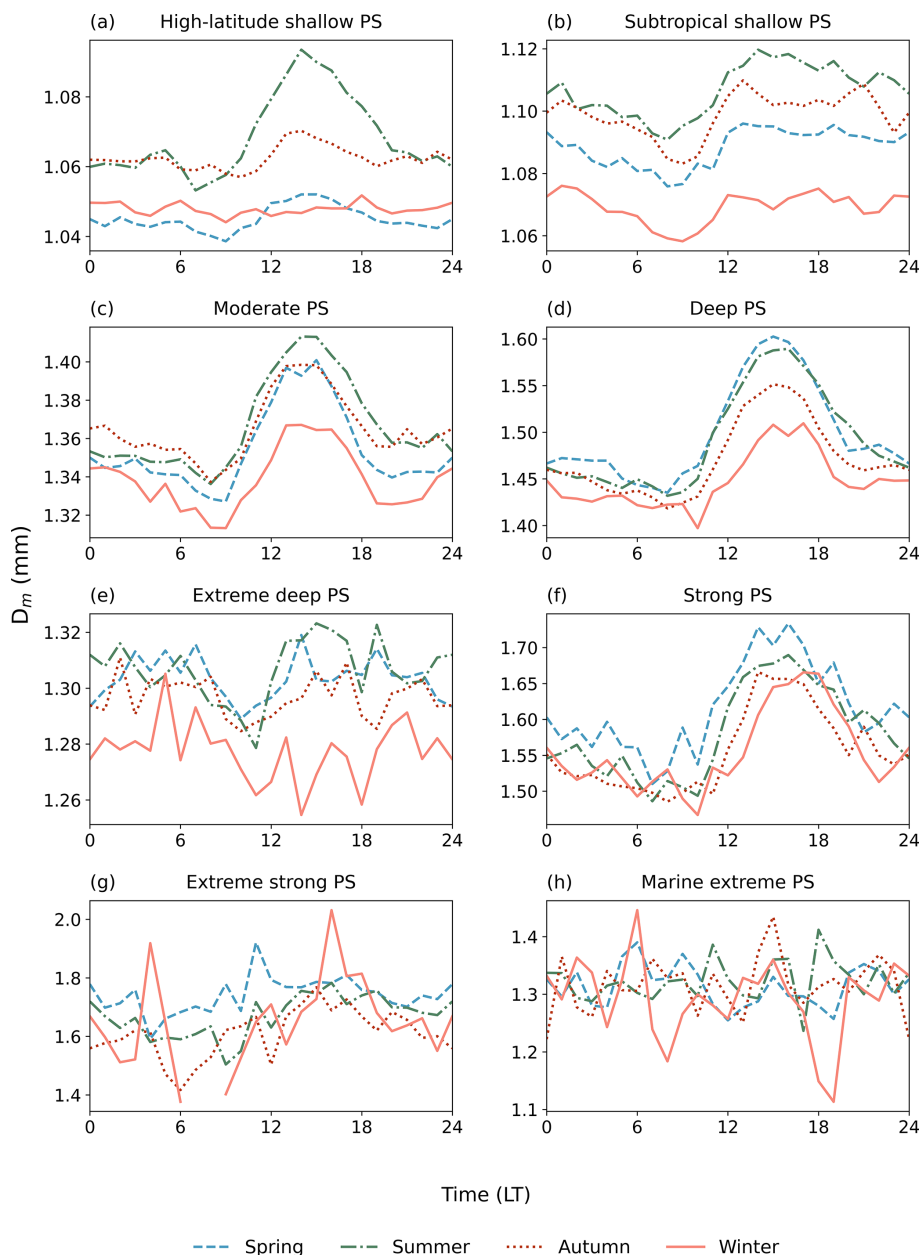 (a) High-latitude shallow PS
1.08
1.06
1.04
0 6 12 18 24
(b) Subtropical shallow PS
1.12
1.10
1.08
1.06
0 6 12 18 24
(c) Moderate PS
1.40
1.38
1.36
1.34
1.32
0 6 12 18 24
(d) Deep PS
1.60
1.55
1.50
1.45
1.40
0 6 12 18 24
D_m (mm)
(e) Extreme deep PS
1.32
1.30
1.28
1.26
0 6 12 18 24
(f) Strong PS
1.70
1.65
1.60
1.55
1.50
0 6 12 18 24
(g) Extreme strong PS
2.0
1.8
1.6
1.4
0 6 12 18 24
(h) Marine extreme PS
1.4
1.3
1.2
1.1
0 6 12 18 24
Time (LT)
Spring Summer Autumn Winter